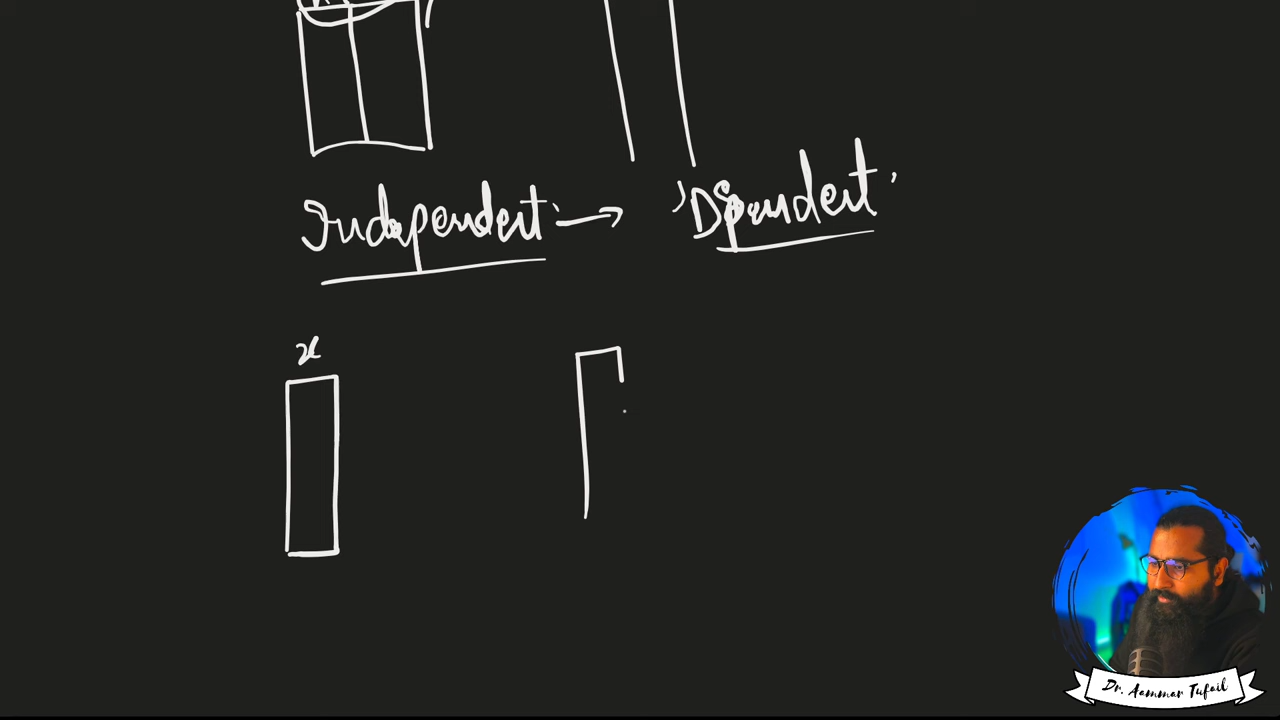 Independent → 'Dependent'
x
Dr. Aammar Tufail